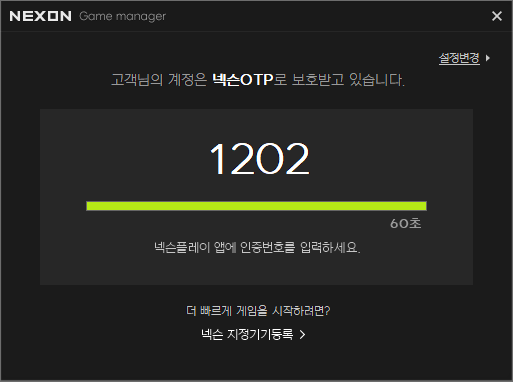 NEXON Game manager
설정변경
고객님의 계정은 넥슨OTP로 보호받고 있습니다.
1202
60초
넥슨플레이 앱에 인증번호를 입력하세요.
더 빠르게 게임을 시작하려면?
넥슨 지정기기등록 >